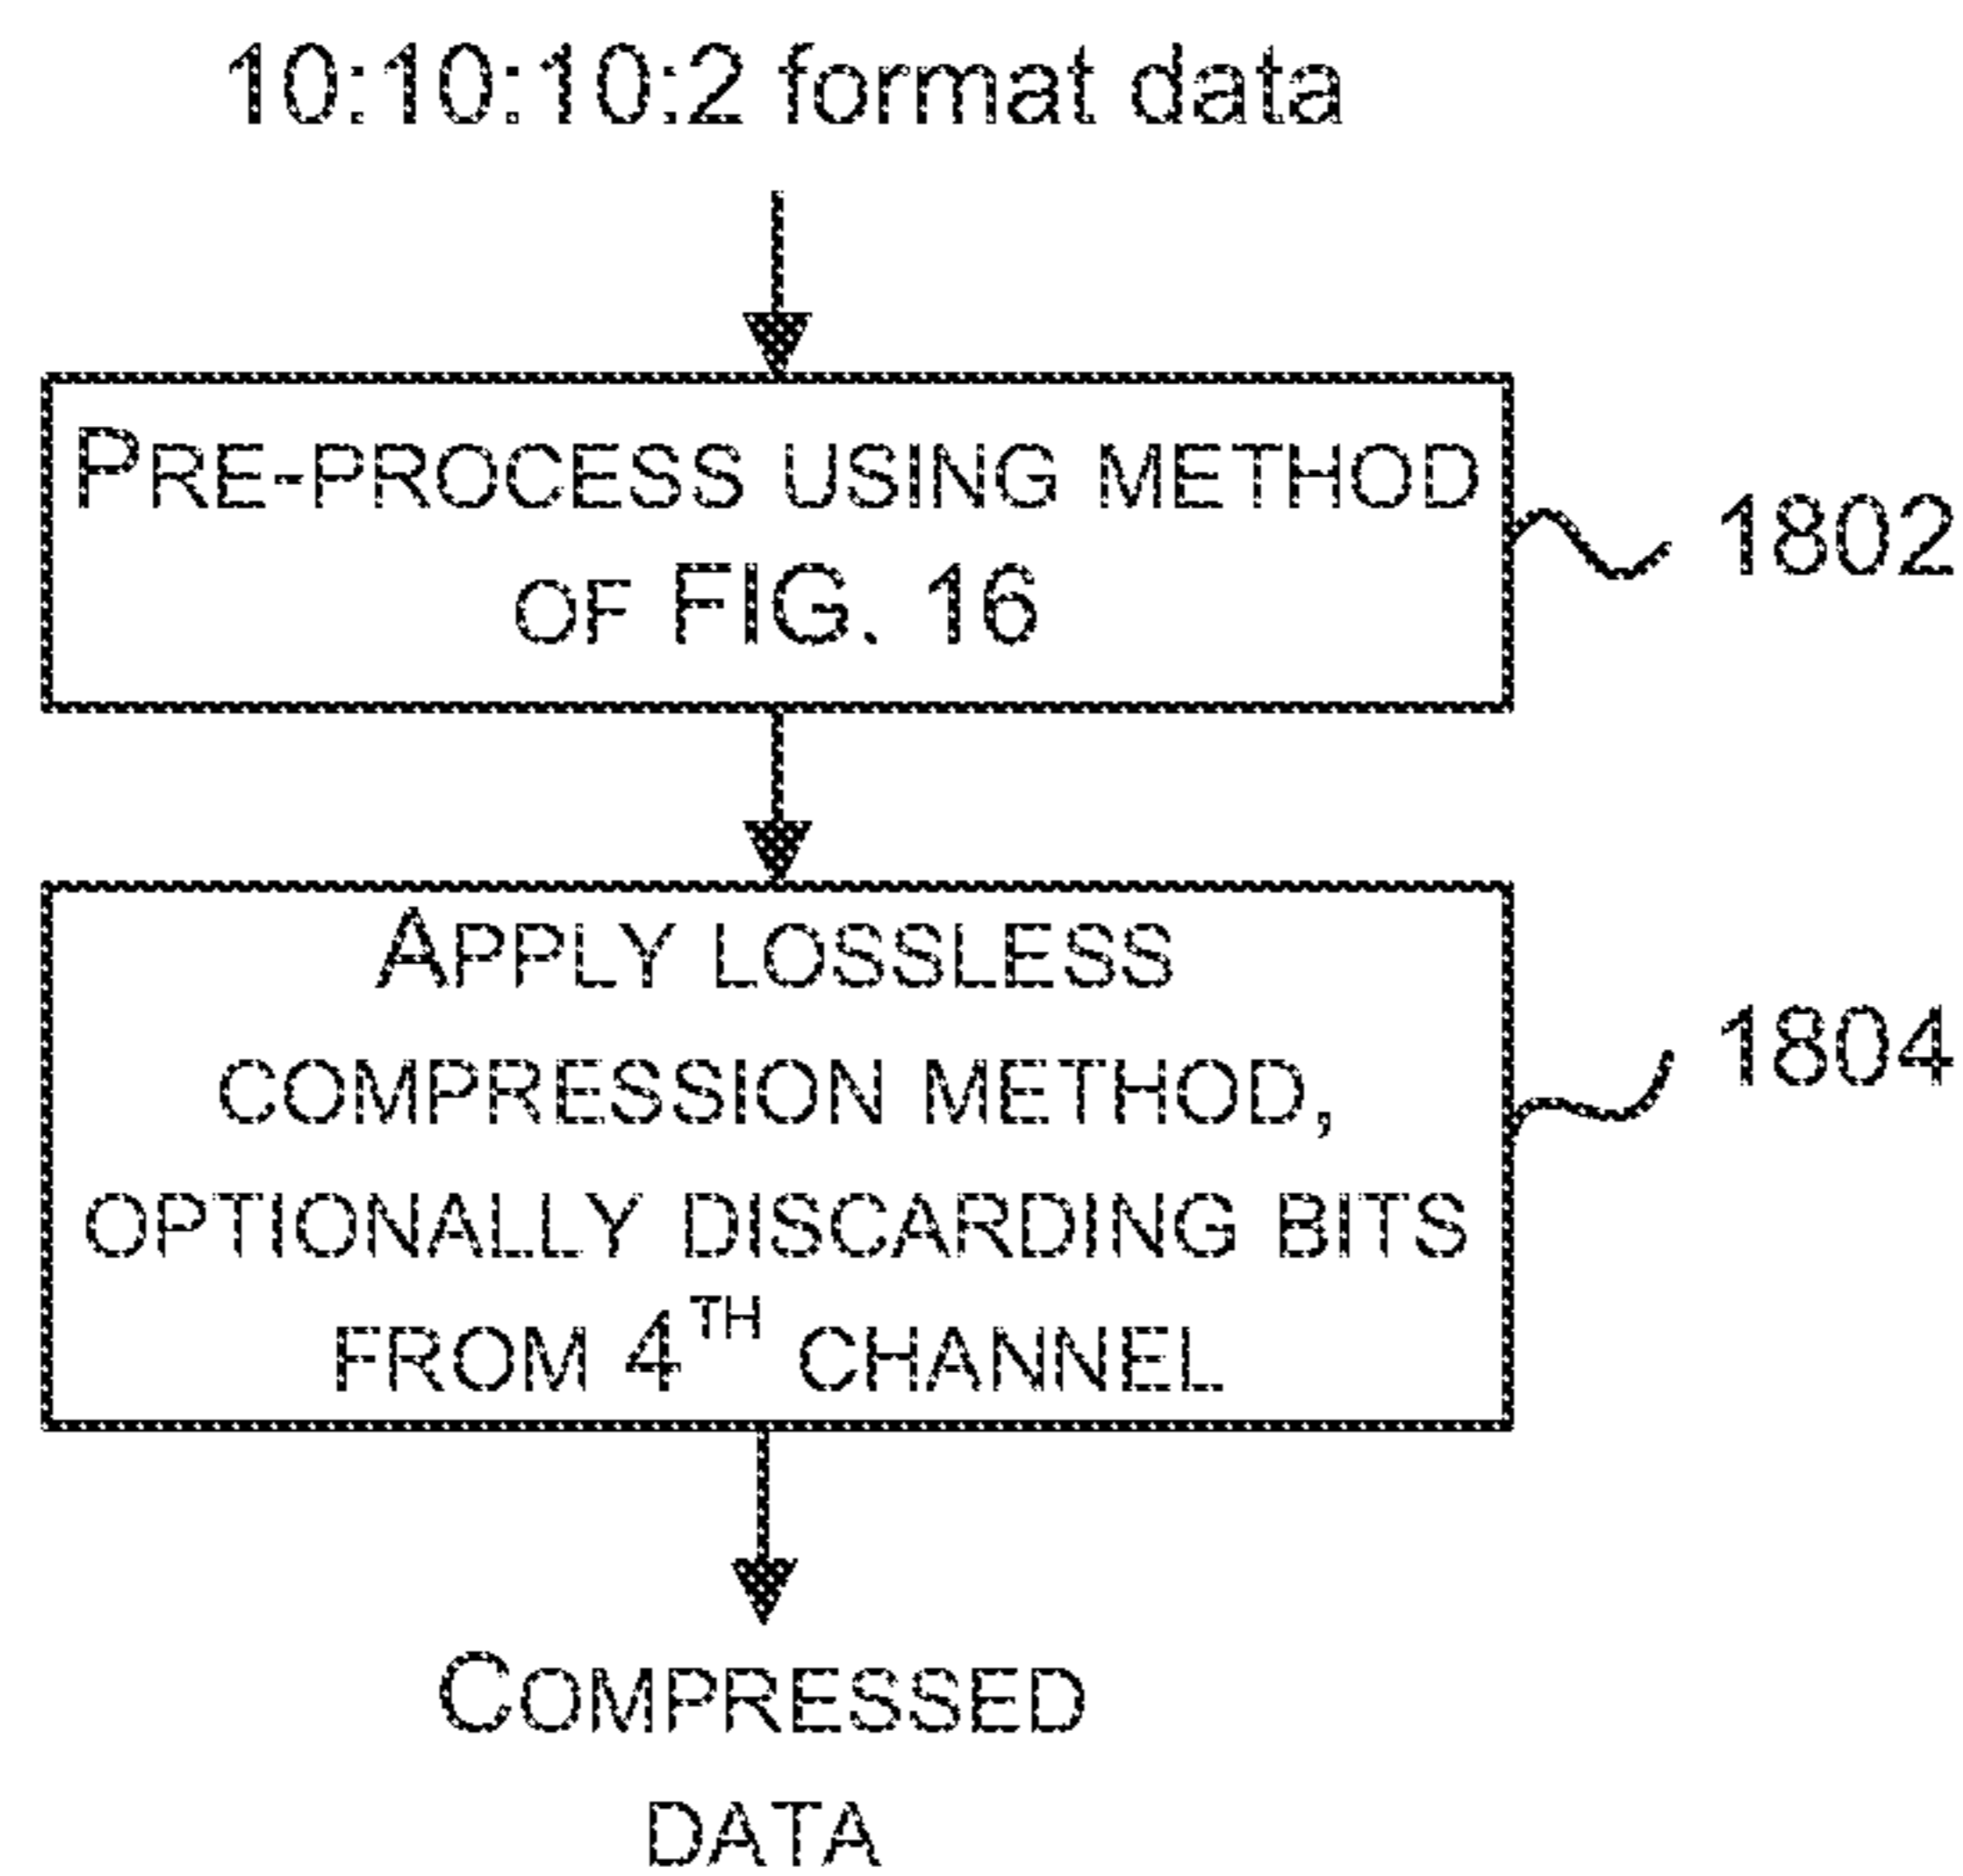 10:10:10:2 format data
PRE-PROCESS USING METHOD
OF FIG. 16
1802
APPLY LOSSLESS
COMPRESSION METHOD,
OPTIONALLY DISCARDING BITS
FROM 4TH CHANNEL
1804
COMPRESSED
DATA